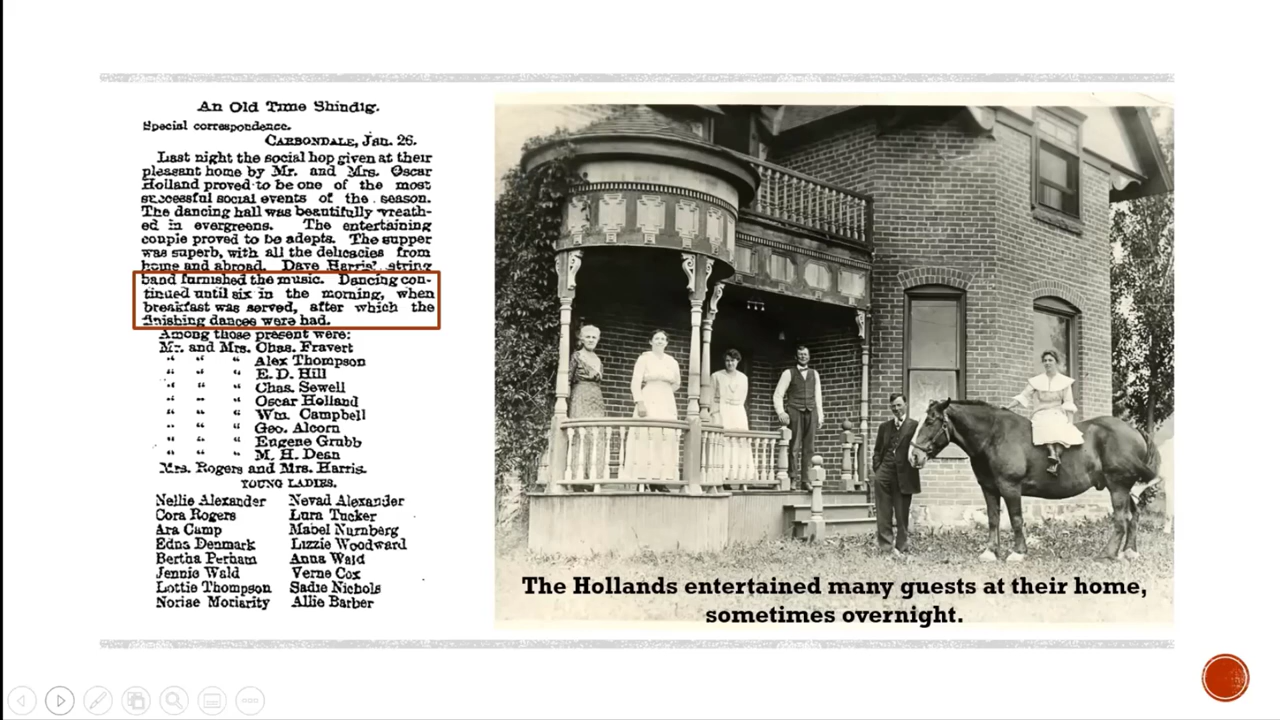 An Old Time Shindig.
Special correspondence.
CARBONDALE, Jan. 26.
Last night the social hop given at their
pleasant home by Mr. and Mrs. Oscar
Holland proved to be one of the most
successful social events of the season.
The dancing hall was beautifully wreath-
ed in evergreens. The entertaining
couple proved to be adepts. The supper
was superb, with all the delicacies from
home and abroad. Dave Harris' string
band furnished the music. Dancing con-
tinued until six in the morning, when
breakfast was served, after which the
finishing dances were had.
Among those present were:
Mr. and Mrs. Chas. Fravert
“ “ “ Alex Thompson
“ “ “ E. D. Hill
“ “ “ Chas. Sewell
“ “ “ Oscar Holland
“ “ “ Wm. Campbell
“ “ “ Geo. Alcorn
“ “ “ Eugene Grubb
“ “ “ M. H. Dean
Mrs. Rogers and Mrs. Harris.
YOUNG LADIES.
Nellie Alexander Nevad Alexander
Cora Rogers Lura Tucker
Ara Camp Mabel Nurnberg
Edna Denmark Lizzie Woodward
Bertha Perham Anna Wald
Jennie Wald Verne Cox
Lottie Thompson Sadie Nichols
Norine Moriarity Allie Barber
The Hollands entertained many guests at their home,
sometimes overnight.